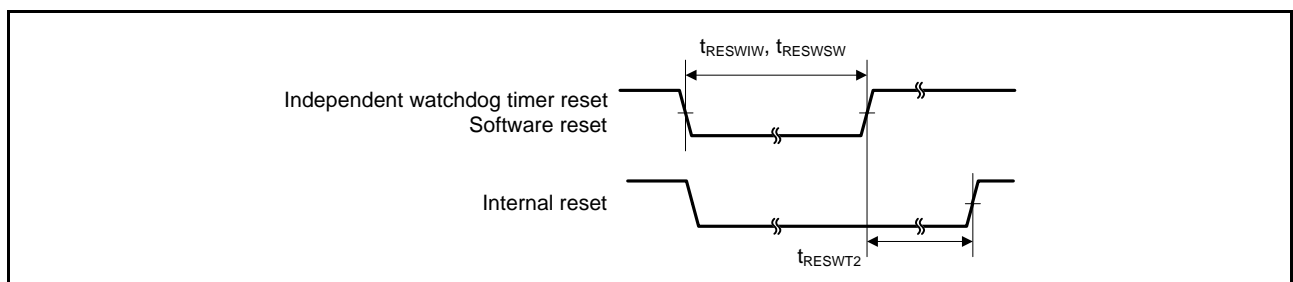 tRESWIW, tRESWSW
Independent watchdog timer reset
Software reset
Internal reset
tRESWT2